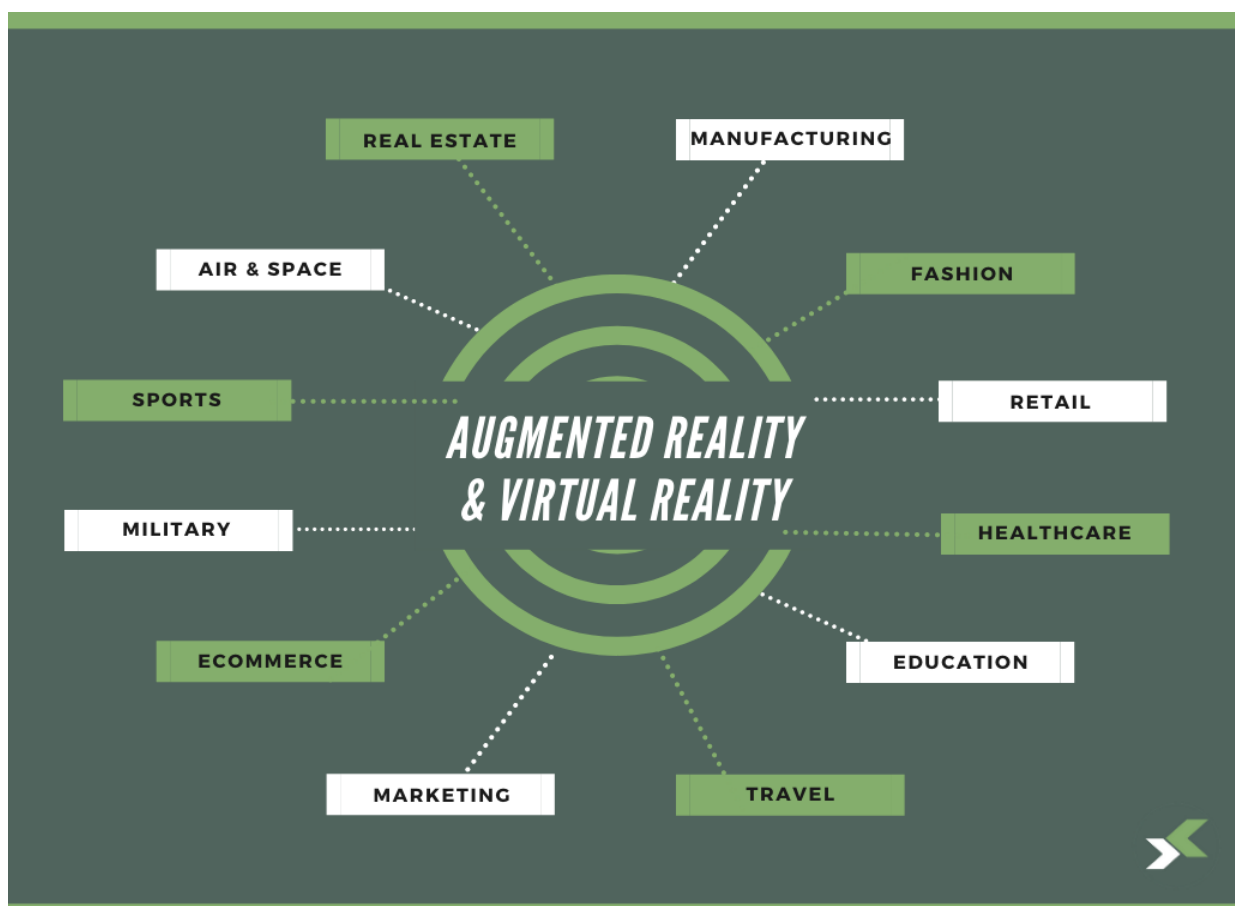 REAL ESTATE
MANUFACTURING
AIR & SPACE
FASHION
SPORTS
RETAIL
AUGMENTED REALITY
& VIRTUAL REALITY
MILITARY
HEALTHCARE
ECOMMERCE
EDUCATION
MARKETING
TRAVEL